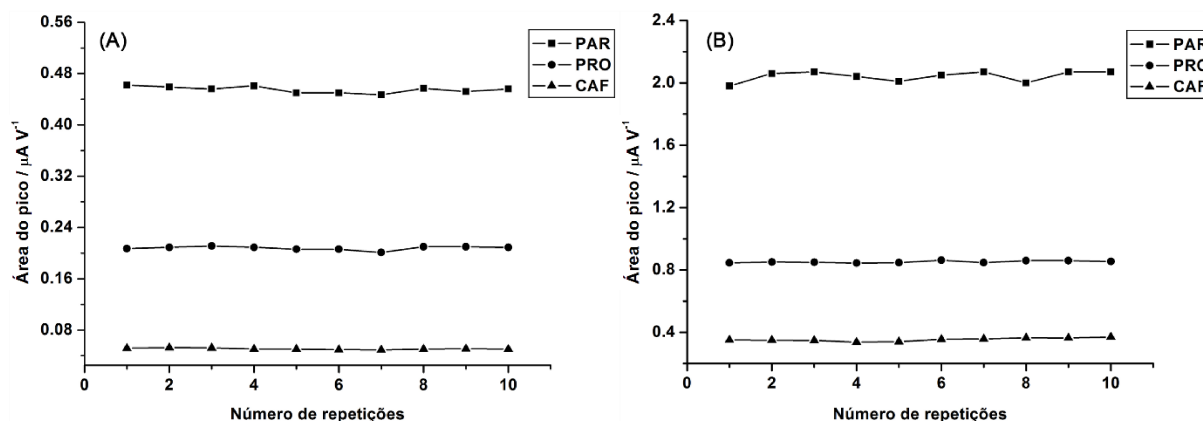 (A)
PAR
PRO
CAF
0.56
0.48
0.40
0.32
0.24
0.16
0.08
Área do pico / µA V⁻¹
0 2 4 6 8 10
Número de repetições
(B)
PAR
PRO
CAF
2.4
2.0
1.6
1.2
0.8
0.4
Área do pico / µA V⁻¹
0 2 4 6 8 10
Número de repetições